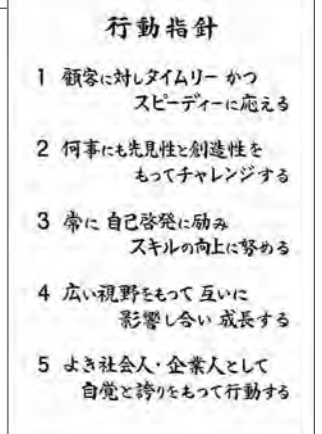 行動指針
1 顧客に対しタイムリー かつ
スピーディーに応える
2 何事にも先見性と創造性を
もってチャレンジする
3 常に 自己啓発に励み
スキルの向上に努める
4 広い視野をもって 互いに
影響し合い 成長する
5 よき社会人・企業人として
自覚と誇りをもって行動する